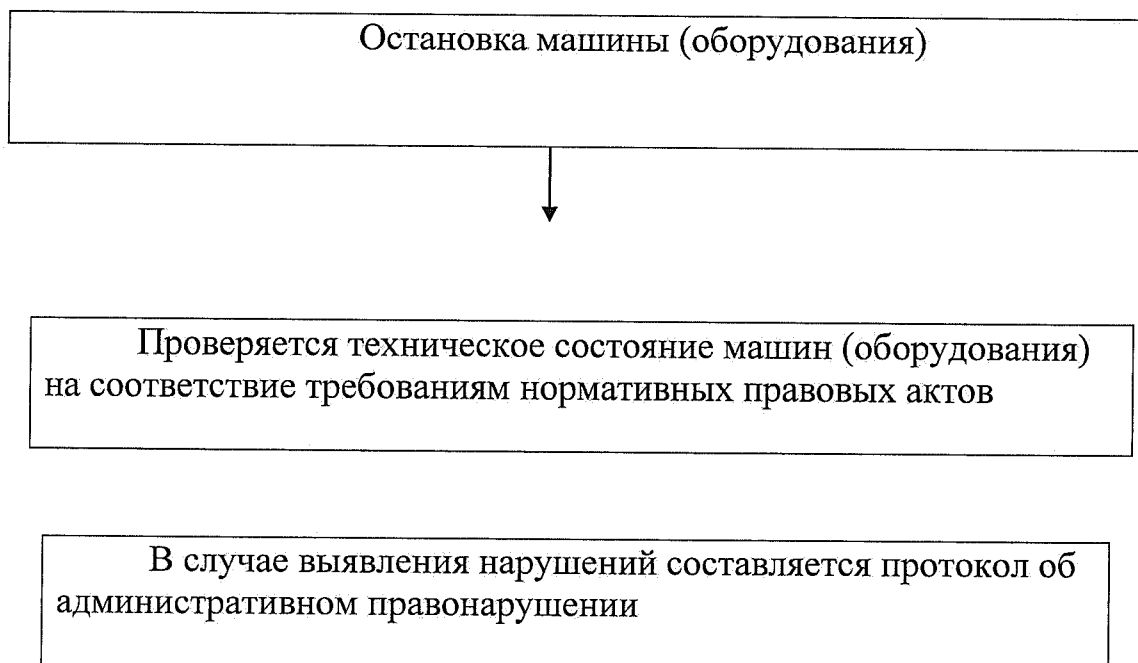 Остановка машины (оборудования)
Проверяется техническое состояние машин (оборудования)
на соответствие требованиям нормативных правовых актов
В случае выявления нарушений составляется протокол об
административном правонарушении